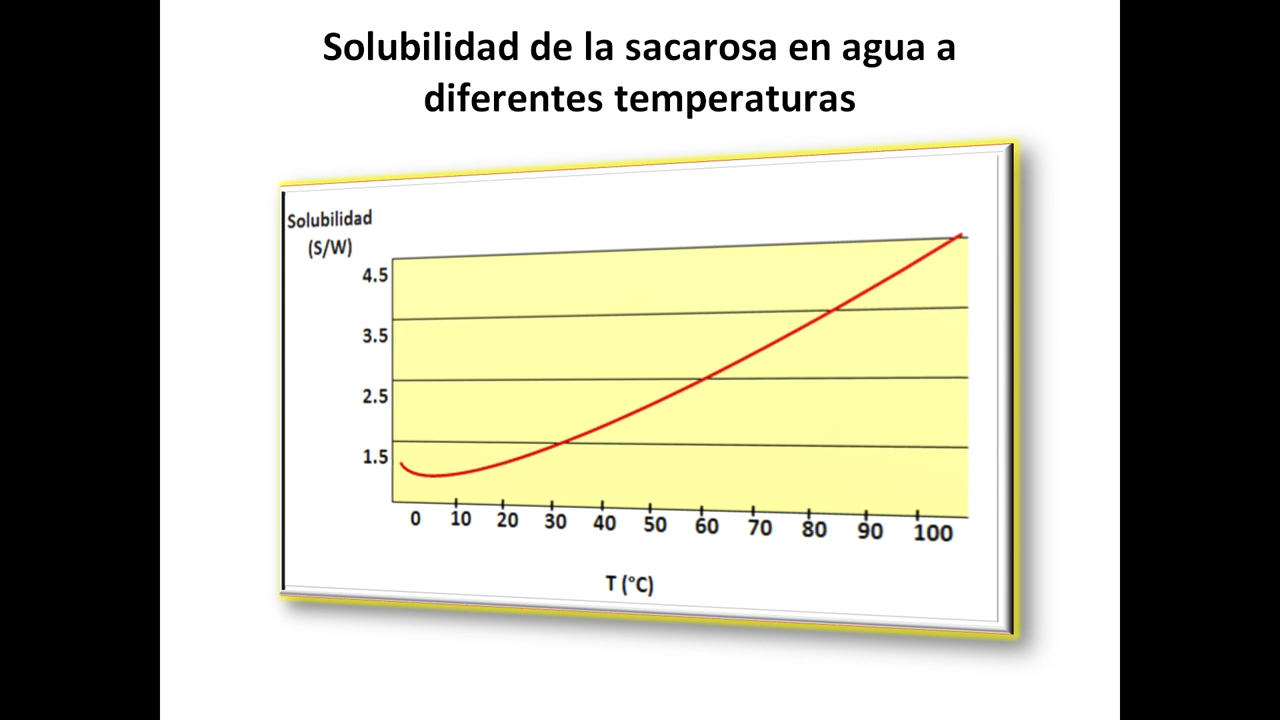 Solubilidad de la sacarosa en agua a
diferentes temperaturas
Solubilidad
(S/W)
4.5
3.5
2.5
1.5
0 10 20 30 40 50 60 70 80 90 100
T (°C)